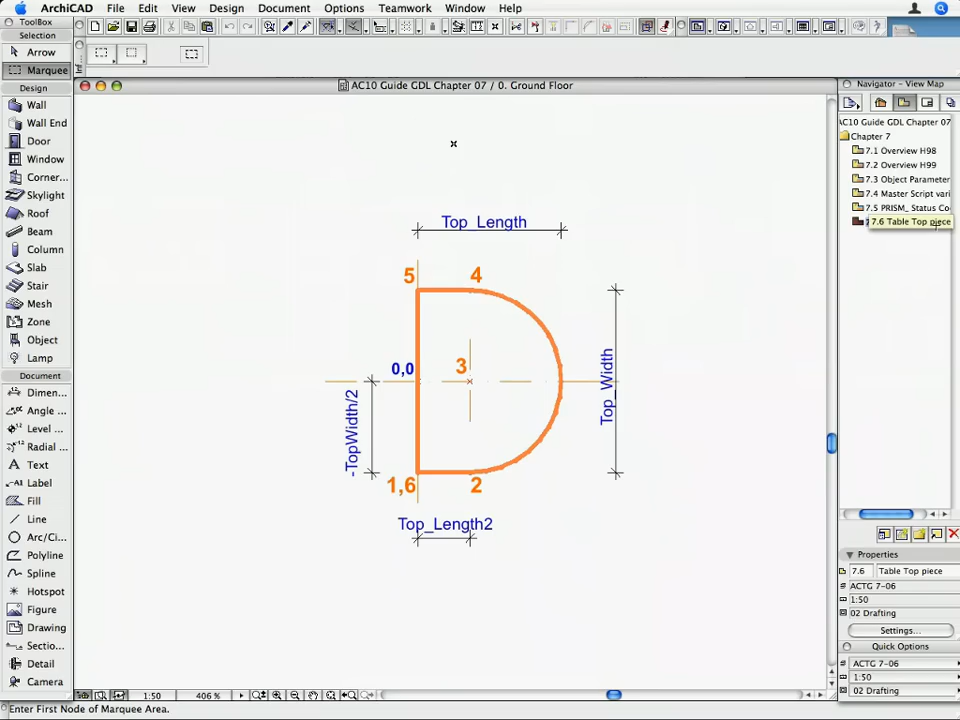 ArchiCAD File Edit View Design Document Options Teamwork Window Help
ToolBox
Selection
Arrow
Marquee
Design
Wall
Wall End
Door
Window
Corner...
Skylight
Roof
Beam
Column
Slab
Stair
Mesh
Zone
Object
Lamp
Document
Dimen...
Angle ...
Level ...
Radial ...
Text
Label
Fill
Line
Arc/Ci...
Polyline
Spline
Hotspot
Figure
Drawing
Sectio...
Detail
Camera
AC10 Guide GDL Chapter 07 / 0. Ground Floor
Top_Length
5
4
0,0
3
-TopWidth/2
Top_Width
1,6
2
Top_Length2
1:50
406 %
Enter First Node of Marquee Area.
Navigator - View Map
AC10 Guide GDL Chapter 07
Chapter 7
7.1 Overview H98
7.2 Overview H99
7.3 Object Parameter
7.4 Master Script vari
7.5 PRISM_ Status Co
7.6 Table Top piece
Properties
7.6 Table Top piece
ACTG 7-06
1:50
02 Drafting
Settings...
Quick Options
ACTG 7-06
1:50
02 Drafting